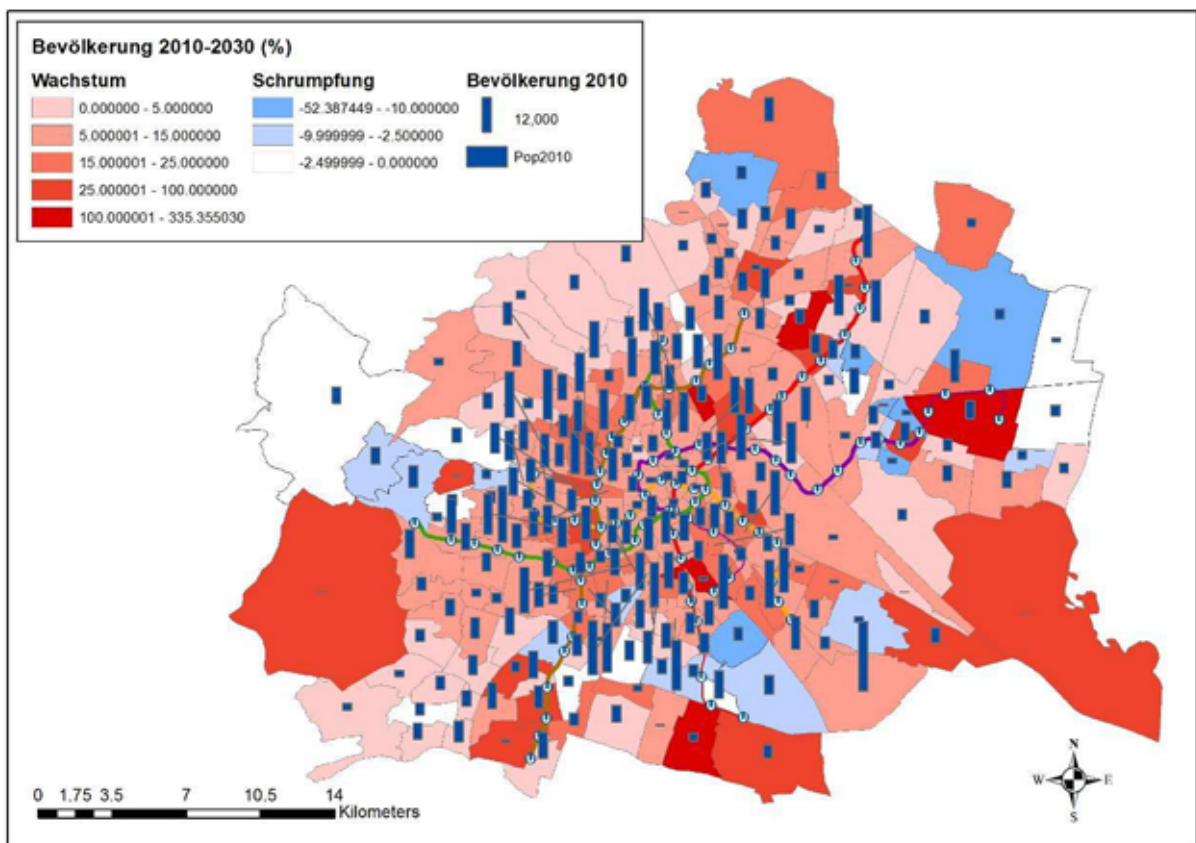 Bevölkerung 2010-2030 (%)
Wachstum
0.000000 - 5.000000
5.000001 - 15.000000
15.000001 - 25.000000
25.000001 - 100.000000
100.000001 - 335.355030
Schrumpfung
-52.387449 - -10.000000
-9.999999 - -2.500000
-2.499999 - 0.000000
Bevölkerung 2010
12,000
Pop2010
N
W E
S
0 1.75 3.5 7 10.5 14
Kilometers